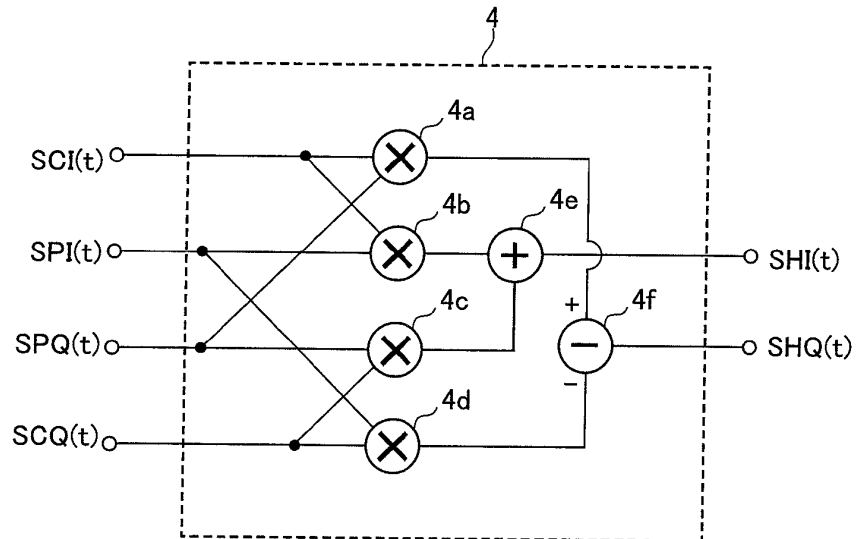 4
4a
SCI(t)
4b
4e
SPI(t)
+
SHI(t)
4c
+
4f
SPQ(t)
−
SHQ(t)
−
4d
SCQ(t)